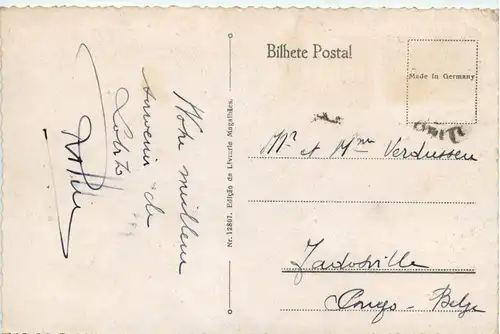 Notre meilleur
souvenir de
Lobito
Bilhete Postal
Made in Germany
Nr. 12807. Edição da Livraria Magalhães.
Mr et Mme Verdussen
Jadotville
Congo - Belge